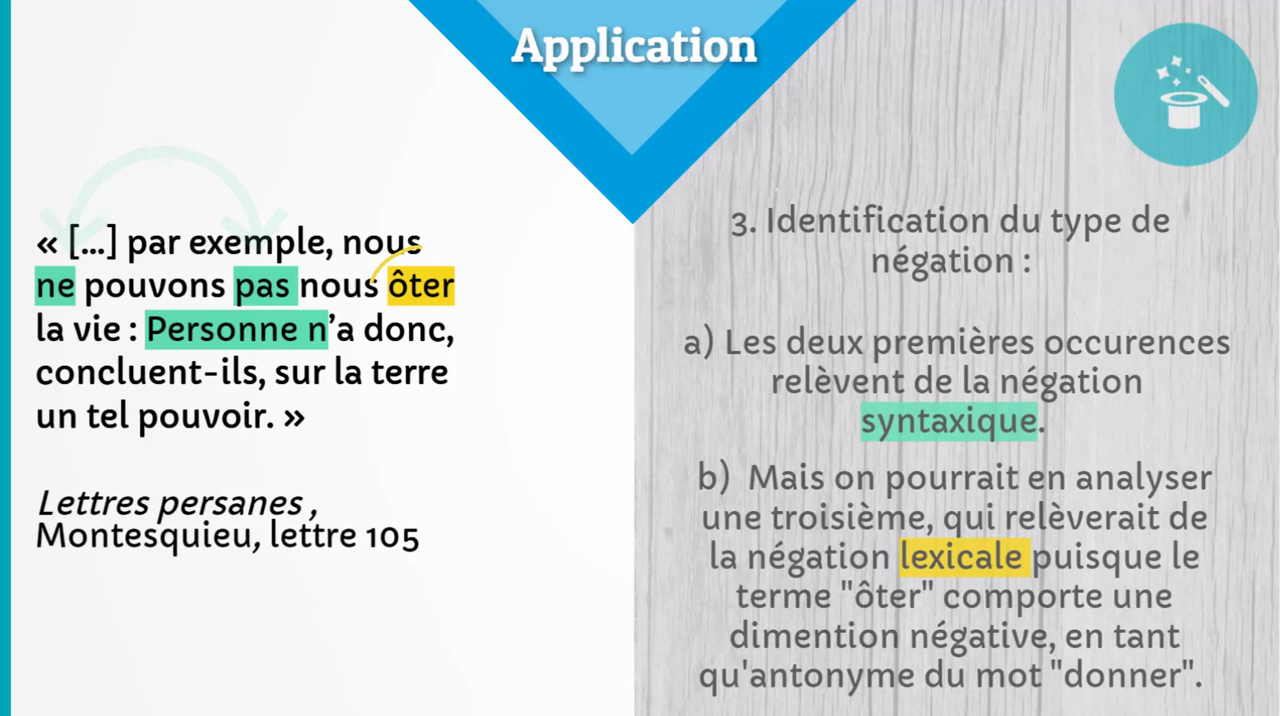 Application
« [...] par exemple, nous
ne pouvons pas nous ôter
la vie : Personne n'a donc,
concluent-ils, sur la terre
un tel pouvoir. »
Lettres persanes ,
Montesquieu, lettre 105
3. Identification du type de
négation :
a) Les deux premières occurences
relèvent de la négation
syntaxique.
b) Mais on pourrait en analyser
une troisième, qui relèverait de
la négation lexicale puisque le
terme "ôter" comporte une
dimention négative, en tant
qu'antonyme du mot "donner".